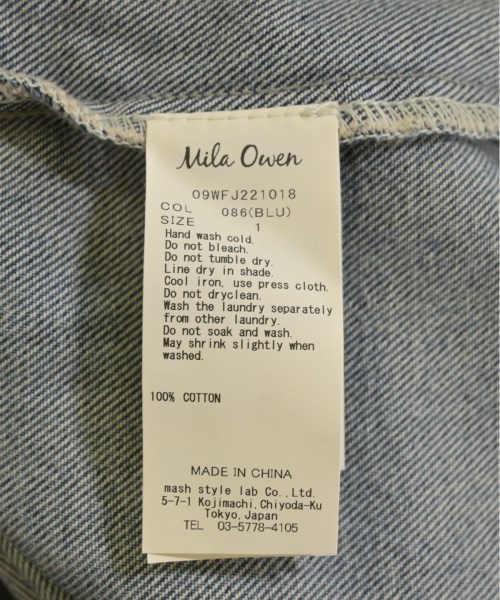 Mila Owen
09WFJ221018
COL 086(BLU)
SIZE 1
Hand wash cold.
Do not bleach.
Do not tumble dry.
Line dry in shade.
Cool iron, use press cloth.
Do not dryclean.
Wash the laundry separately
from other laundry.
Do not soak and wash.
May shrink slightly when
washed.
100% COTTON
MADE IN CHINA
mash style lab Co.,Ltd.
5-7-1 Kojimachi,Chiyoda-Ku
Tokyo,Japan
TEL 03-5778-4105